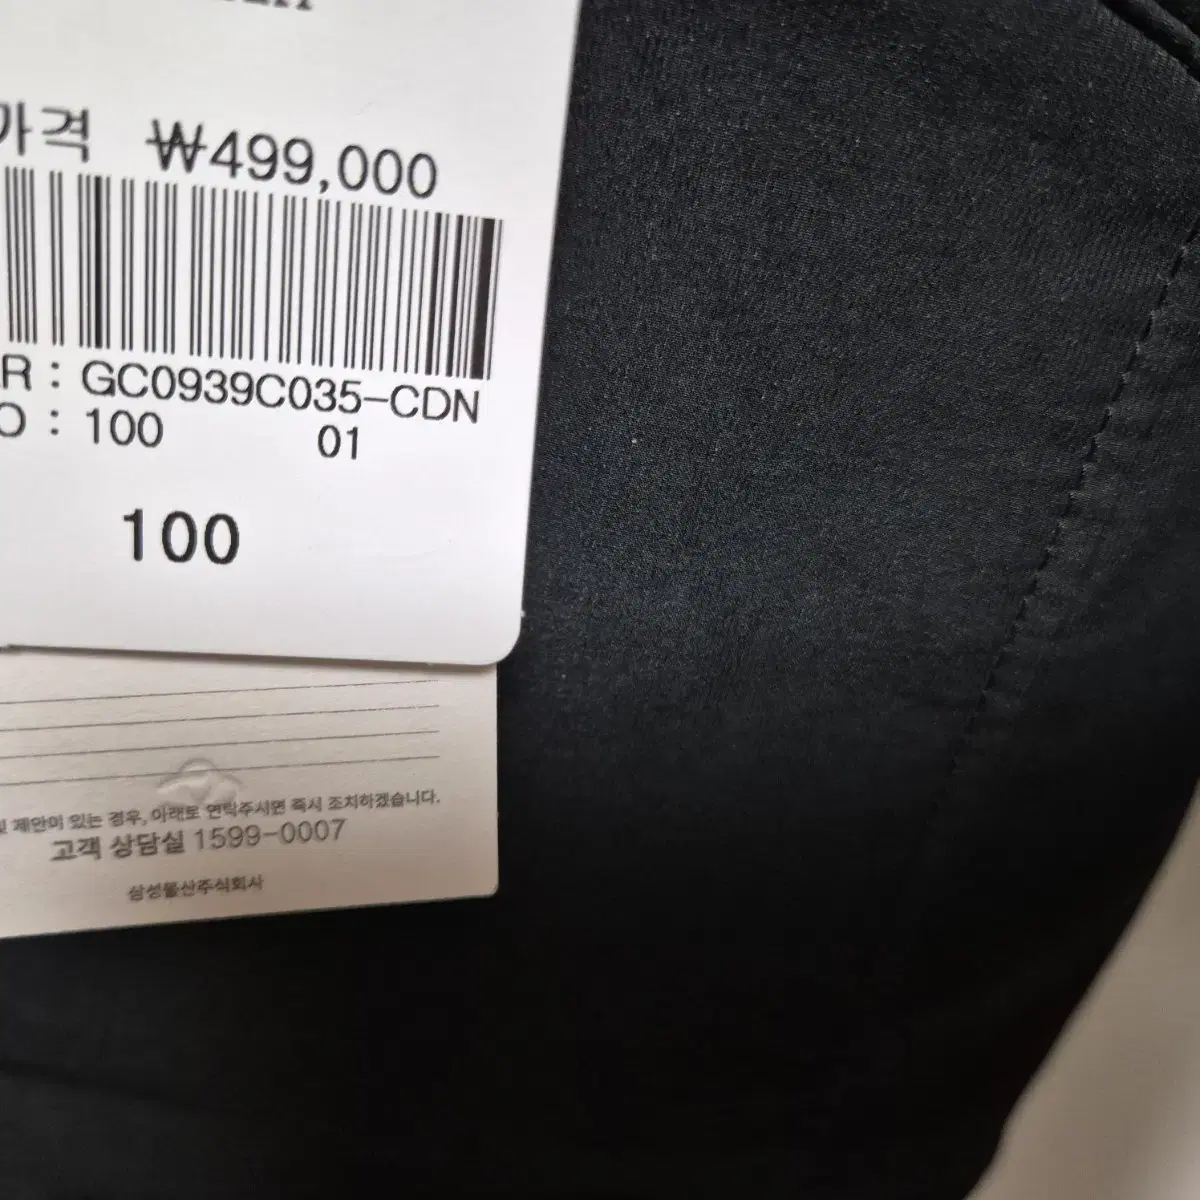 가격 ₩499,000
R : GC0939C035-CDN
O : 100 01
100
제안이 있는 경우, 아래로 연락주시면 즉시 조치하겠습니다.
고객 상담실 1599-0007
삼성물산주식회사